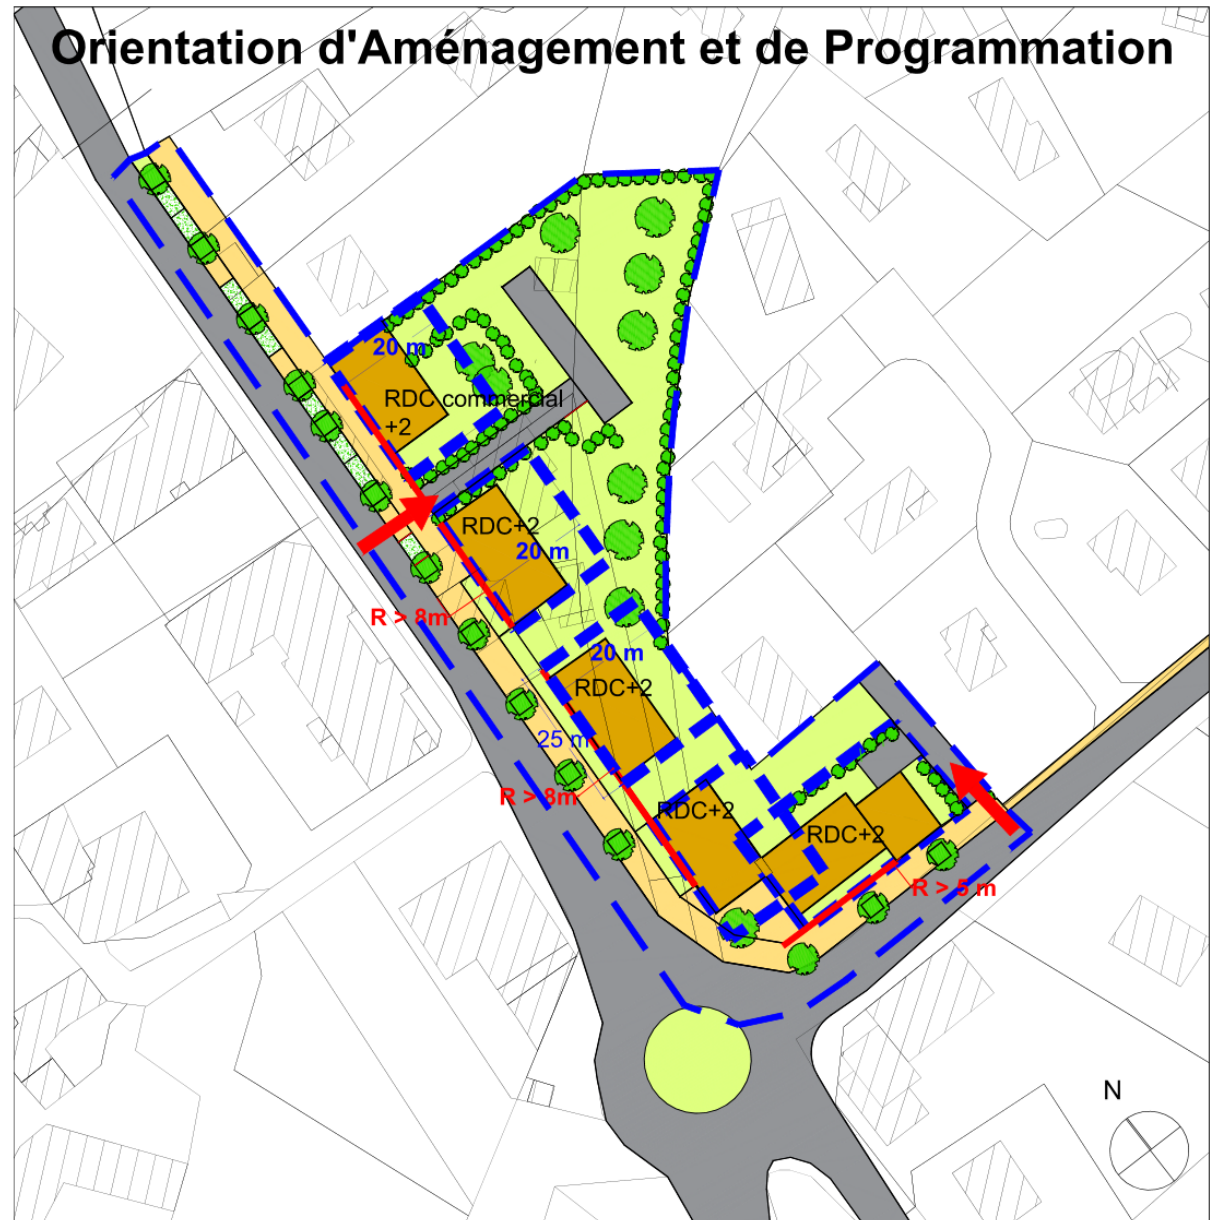 Orientation d'Aménagement et de Programmation
20 m
RDC commercial
+2
RDC+2
20 m
R > 8m
20 m
RDC+2
25 m
R > 8m
RDC+2
RDC+2
R > 5 m
N